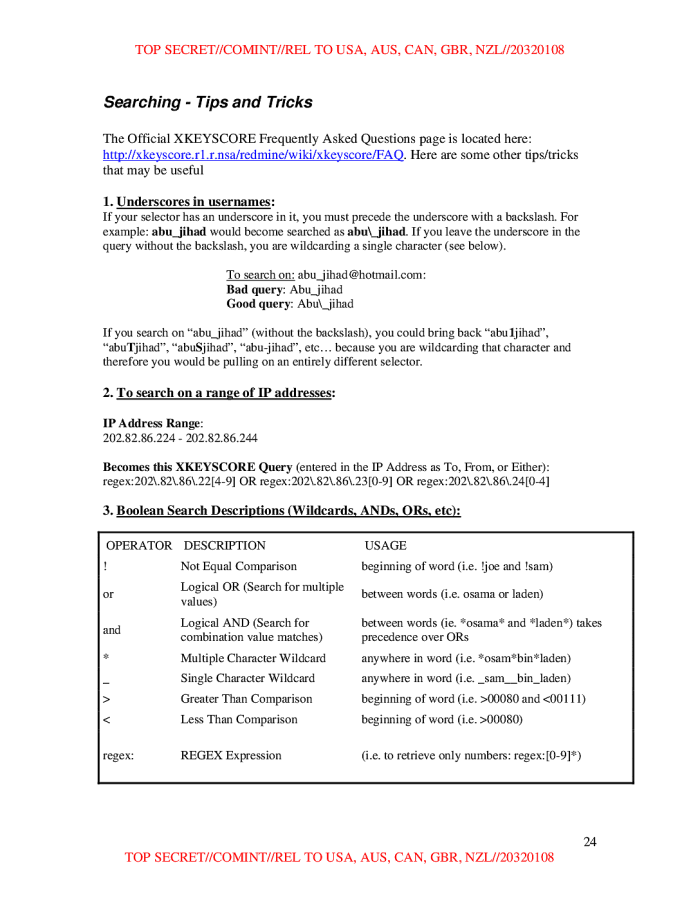 TOP SECRET//COMINT//REL TO USA, AUS, CAN, GBR, NZL//20320108
Searching - Tips and Tricks
The Official XKEYSCORE Frequently Asked Questions page is located here:
http://xkeyscore.r1.r.nsa/redmine/wiki/xkeyscore/FAQ. Here are some other tips/tricks
that may be useful
1. Underscores in usernames:
If your selector has an underscore in it, you must precede the underscore with a backslash. For
example: abu_jihad would become searched as abu\_jihad. If you leave the underscore in the
query without the backslash, you are wildcarding a single character (see below).
To search on: abu_jihad@hotmail.com:
Bad query: Abu_jihad
Good query: Abu\_jihad
If you search on “abu_jihad” (without the backslash), you could bring back “abu1jihad”,
“abuTjihad”, “abuSjihad”, “abu-jihad”, etc… because you are wildcarding that character and
therefore you would be pulling on an entirely different selector.
2. To search on a range of IP addresses:
IP Address Range:
202.82.86.224 - 202.82.86.244
Becomes this XKEYSCORE Query (entered in the IP Address as To, From, or Either):
regex:202\.82\.86\.22[4-9] OR regex:202\.82\.86\.23[0-9] OR regex:202\.82\.86\.24[0-4]
3. Boolean Search Descriptions (Wildcards, ANDs, ORs, etc):
OPERATOR DESCRIPTION USAGE
! Not Equal Comparison beginning of word (i.e. !joe and !sam)
or Logical OR (Search for multiple values) between words (i.e. osama or laden)
and Logical AND (Search for combination value matches) between words (ie. *osama* and *laden*) takes precedence over ORs
* Multiple Character Wildcard anywhere in word (i.e. *osam*bin*laden)
_ Single Character Wildcard anywhere in word (i.e. _sam__bin_laden)
> Greater Than Comparison beginning of word (i.e. >00080 and <00111)
< Less Than Comparison beginning of word (i.e. >00080)
regex: REGEX Expression (i.e. to retrieve only numbers: regex:[0-9]*)
24
TOP SECRET//COMINT//REL TO USA, AUS, CAN, GBR, NZL//20320108